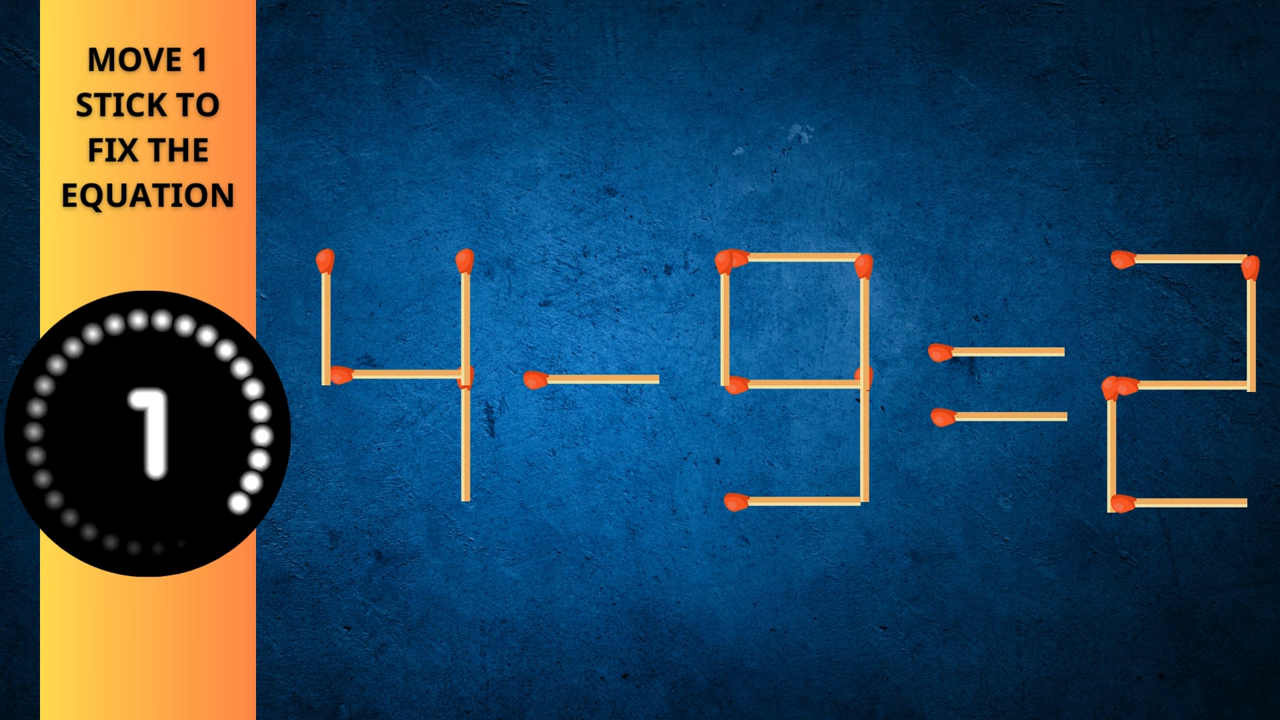 MOVE 1
STICK TO
FIX THE
EQUATION
1
4 - 9 = 2